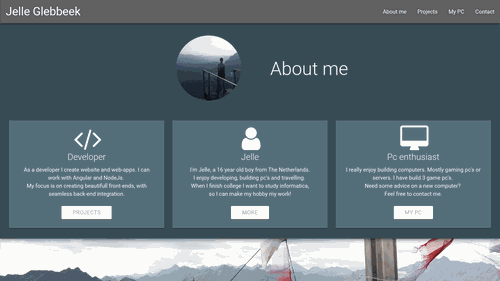 Jelle Glebbeek
About me
Projects
My PC
Contact
About me
Developer
As a developer I create website and web-apps. I can
work with Angular and NodeJs.
My focus is on creating beautifull front-ends, with
seamless back-end integration.
PROJECTS
Jelle
I'm Jelle, a 16 year old boy from The Netherlands.
I enjoy developing, building pc's and travelling.
When I finish college I want to study Informatica,
so I can make my hobby my work!
MORE
Pc enthusiast
I really enjoy building computers. Mostly gaming pc's or
servers. I have build 3 game pc's.
Need some advice on a new computer?
Feel free to contact me.
MY PC